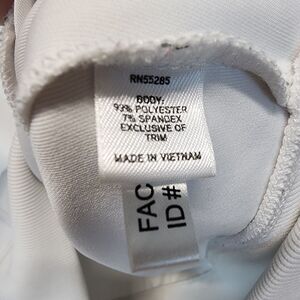 RN55285
BODY:
93% POLYESTER
7% SPANDEX
EXCLUSIVE OF
TRIM
MADE IN VIETNAM
FAC
ID#